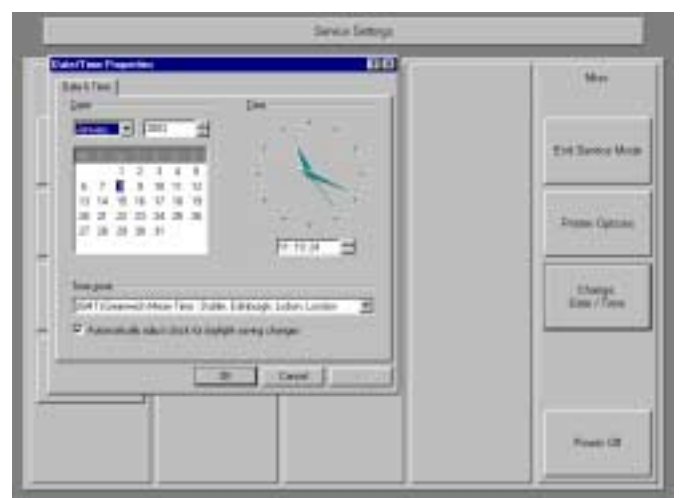 Service Settings
Date/Time Properties
Date & Time
Date
Time
January
1 2 3 4 5
6 7 8 9 10 11 12
13 14 15 16 17 18 19
20 21 22 23 24 25 26
27 28 29 30 31
Time zone
(GMT) Greenwich Mean Time : Dublin, Edinburgh, Lisbon, London
Automatically adjust clock for daylight saving changes
OK
Cancel
Misc
Exit Service Mode
Printer Options
Change
Date / Time
Power Off